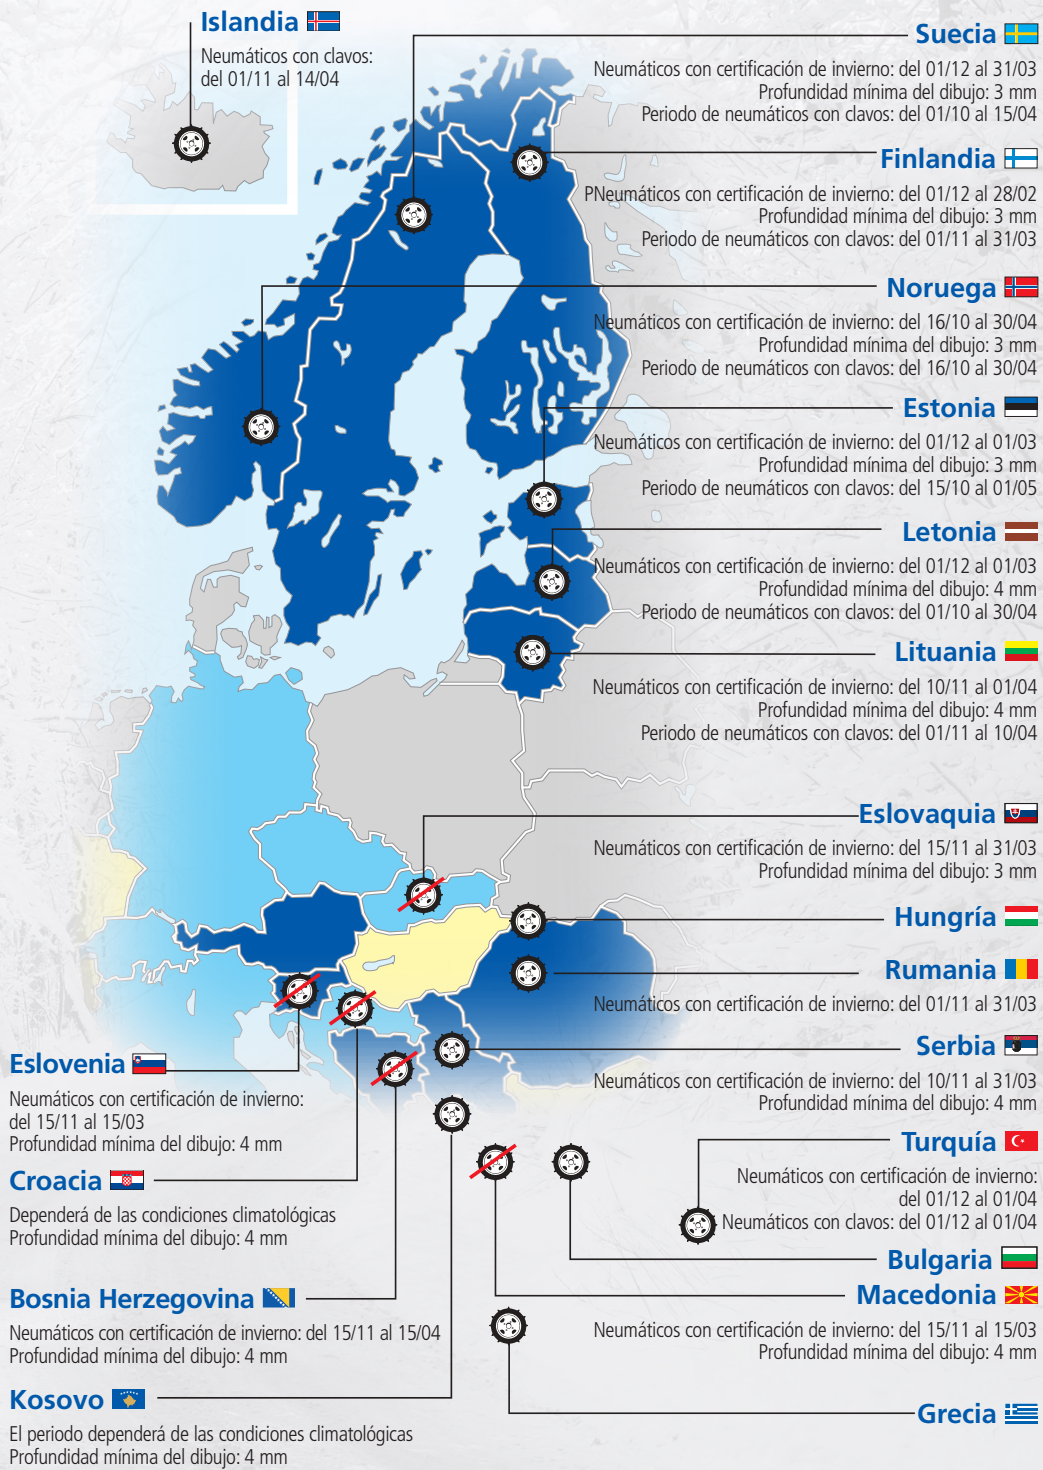 Islandia
Neumáticos con clavos:
del 01/11 al 14/04
Suecia
Neumáticos con certificación de invierno: del 01/12 al 31/03
Profundidad mínima del dibujo: 3 mm
Periodo de neumáticos con clavos: del 01/10 al 15/04
Finlandia
PNeumáticos con certificación de invierno: del 01/12 al 28/02
Profundidad mínima del dibujo: 3 mm
Periodo de neumáticos con clavos: del 01/11 al 31/03
Noruega
Neumáticos con certificación de invierno: del 16/10 al 30/04
Profundidad mínima del dibujo: 3 mm
Periodo de neumáticos con clavos: del 16/10 al 30/04
Estonia
Neumáticos con certificación de invierno: del 01/12 al 01/03
Profundidad mínima del dibujo: 3 mm
Periodo de neumáticos con clavos: del 15/10 al 01/05
Letonia
Neumáticos con certificación de invierno: del 01/12 al 01/03
Profundidad mínima del dibujo: 4 mm
Periodo de neumáticos con clavos: del 01/10 al 30/04
Lituania
Neumáticos con certificación de invierno: del 10/11 al 01/04
Profundidad mínima del dibujo: 4 mm
Periodo de neumáticos con clavos: del 01/11 al 10/04
Eslovaquia
Neumáticos con certificación de invierno: del 15/11 al 31/03
Profundidad mínima del dibujo: 3 mm
Hungría
Rumania
Neumáticos con certificación de invierno: del 01/11 al 31/03
Serbia
Neumáticos con certificación de invierno: del 10/11 al 31/03
Profundidad mínima del dibujo: 4 mm
Turquía
Neumáticos con certificación de invierno:
del 01/12 al 01/04
Neumáticos con clavos: del 01/12 al 01/04
Bulgaria
Macedonia
Neumáticos con certificación de invierno: del 15/11 al 15/03
Profundidad mínima del dibujo: 4 mm
Grecia
Eslovenia
Neumáticos con certificación de invierno:
del 15/11 al 15/03
Profundidad mínima del dibujo: 4 mm
Croacia
Dependerá de las condiciones climatológicas
Profundidad mínima del dibujo: 4 mm
Bosnia Herzegovina
Neumáticos con certificación de invierno: del 15/11 al 15/04
Profundidad mínima del dibujo: 4 mm
Kosovo
El periodo dependerá de las condiciones climatológicas
Profundidad mínima del dibujo: 4 mm